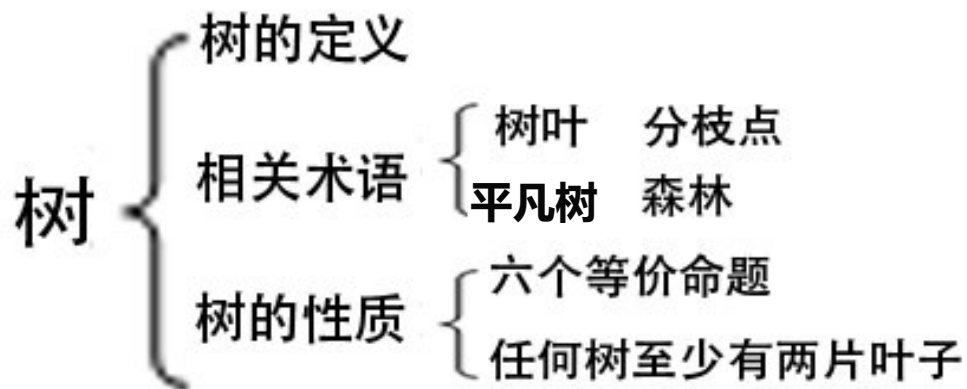 树
树的定义
相关术语
树叶 分枝点
平凡树 森林
树的性质
六个等价命题
任何树至少有两片叶子